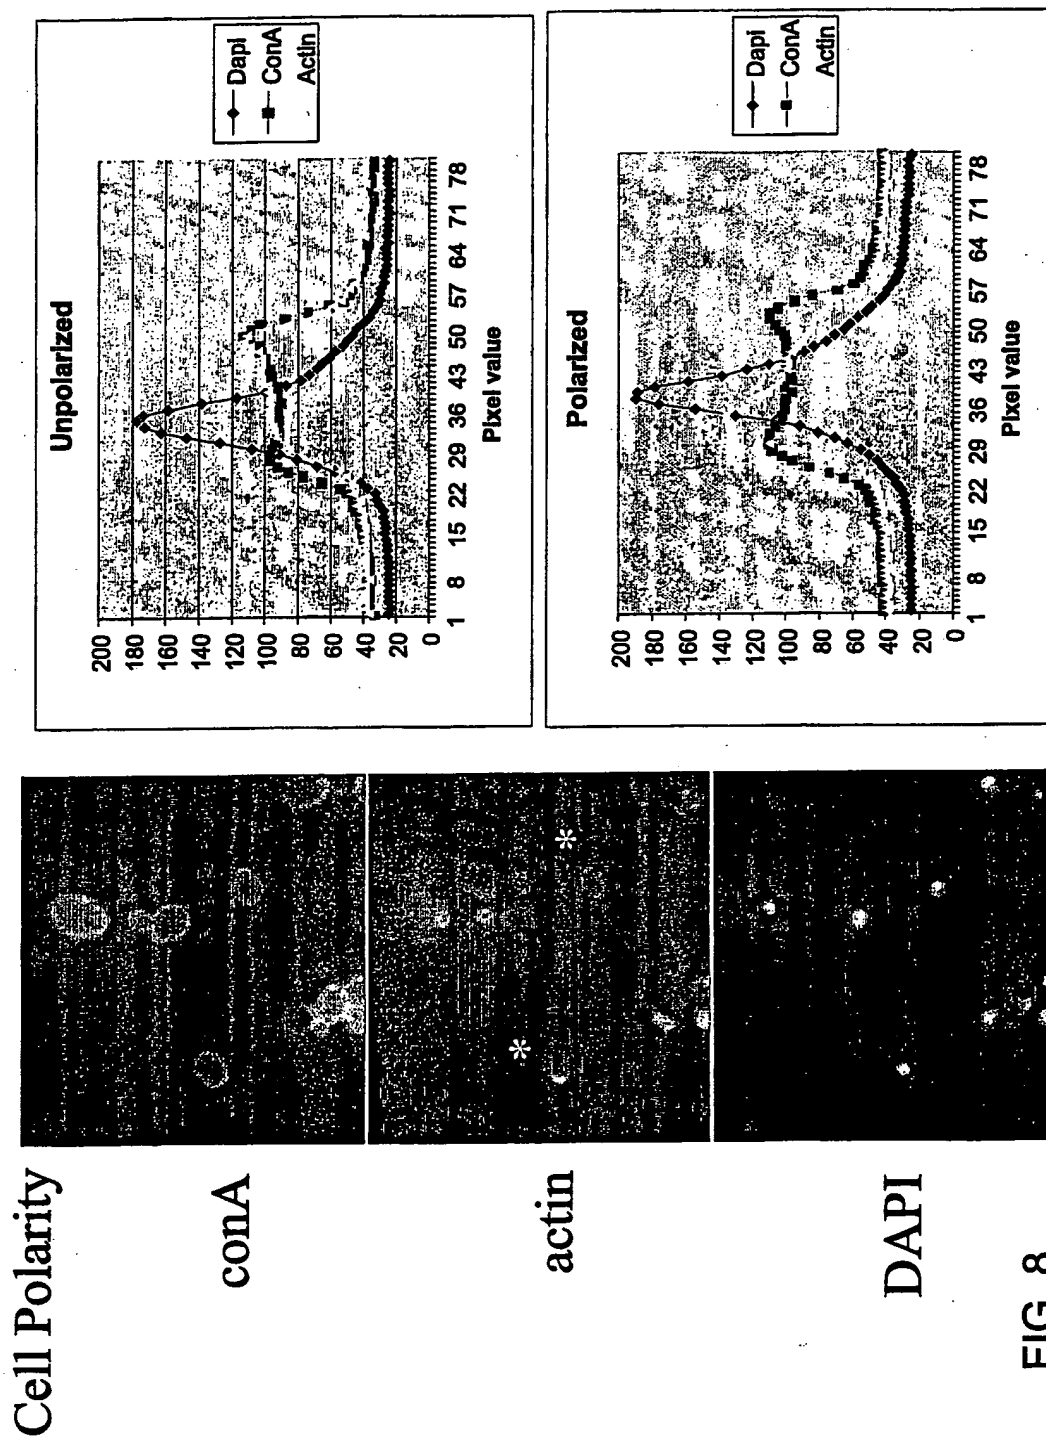 Cell Polarity
conA
actin
DAPI
*
*
Unpolarized
200
180
160
140
120
100
80
60
40
20
0
1 8 15 22 29 36 43 50 57 64 71 78
Pixel value
Dapi
ConA
Actin
Polarized
200
180
160
140
120
100
80
60
40
20
0
1 8 15 22 29 36 43 50 57 64 71 78
Pixel value
Dapi
ConA
Actin
FIG. 8